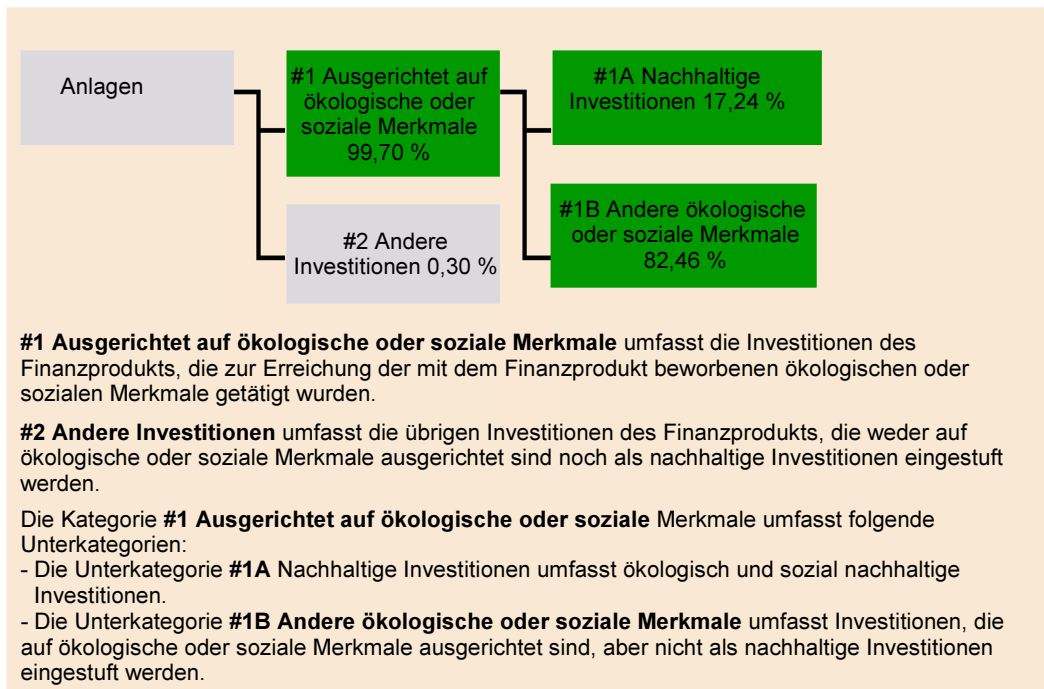 Anlagen
#1 Ausgerichtet auf
ökologische oder
soziale Merkmale
99,70 %
#1A Nachhaltige
Investitionen 17,24 %
#2 Andere
Investitionen 0,30 %
#1B Andere ökologische
oder soziale Merkmale
82,46 %
#1 Ausgerichtet auf ökologische oder soziale Merkmale umfasst die Investitionen des
Finanzprodukts, die zur Erreichung der mit dem Finanzprodukt beworbenen ökologischen oder
sozialen Merkmale getätigt wurden.
#2 Andere Investitionen umfasst die übrigen Investitionen des Finanzprodukts, die weder auf
ökologische oder soziale Merkmale ausgerichtet sind noch als nachhaltige Investitionen eingestuft
werden.
Die Kategorie #1 Ausgerichtet auf ökologische oder soziale Merkmale umfasst folgende
Unterkategorien:
- Die Unterkategorie #1A Nachhaltige Investitionen umfasst ökologisch und sozial nachhaltige
Investitionen.
- Die Unterkategorie #1B Andere ökologische oder soziale Merkmale umfasst Investitionen, die
auf ökologische oder soziale Merkmale ausgerichtet sind, aber nicht als nachhaltige Investitionen
eingestuft werden.